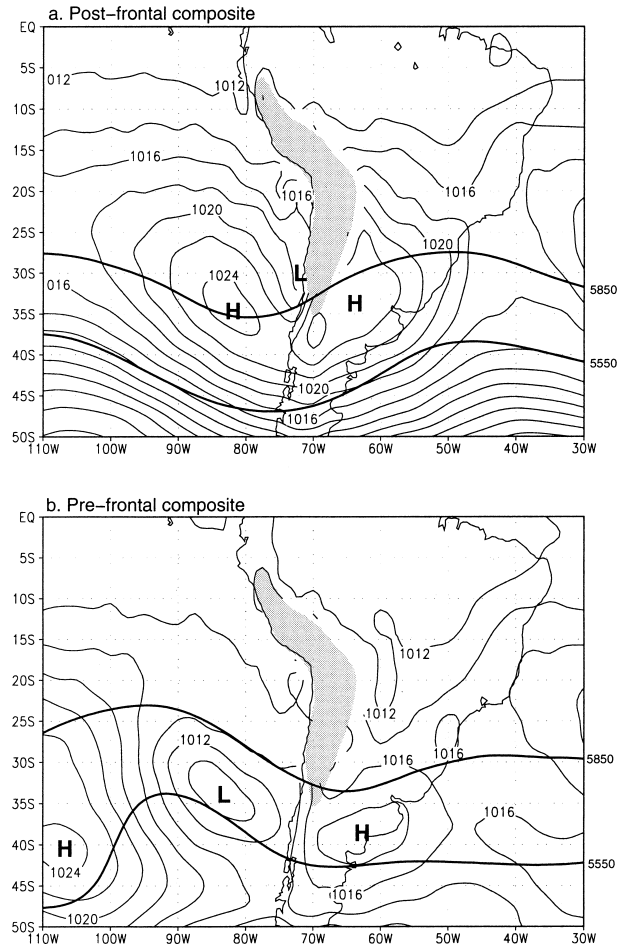 a. Post–frontal composite
EQ
5S
012
1012
10S
15S
1016
20S
1016
1016
1020
25S
1020
30S
1024
L
016
H
H
5850
35S
40S
5550
1020
45S
1016
50S
110W 100W 90W 80W 70W 60W 50W 40W 30W
b. Pre–frontal composite
EQ
5S
10S
15S
1012
20S
1012
25S
1012
1016
1016
30S
5850
L
35S
1016
H
40S
H
5550
1024
45S
1016
1020
50S
110W 100W 90W 80W 70W 60W 50W 40W 30W